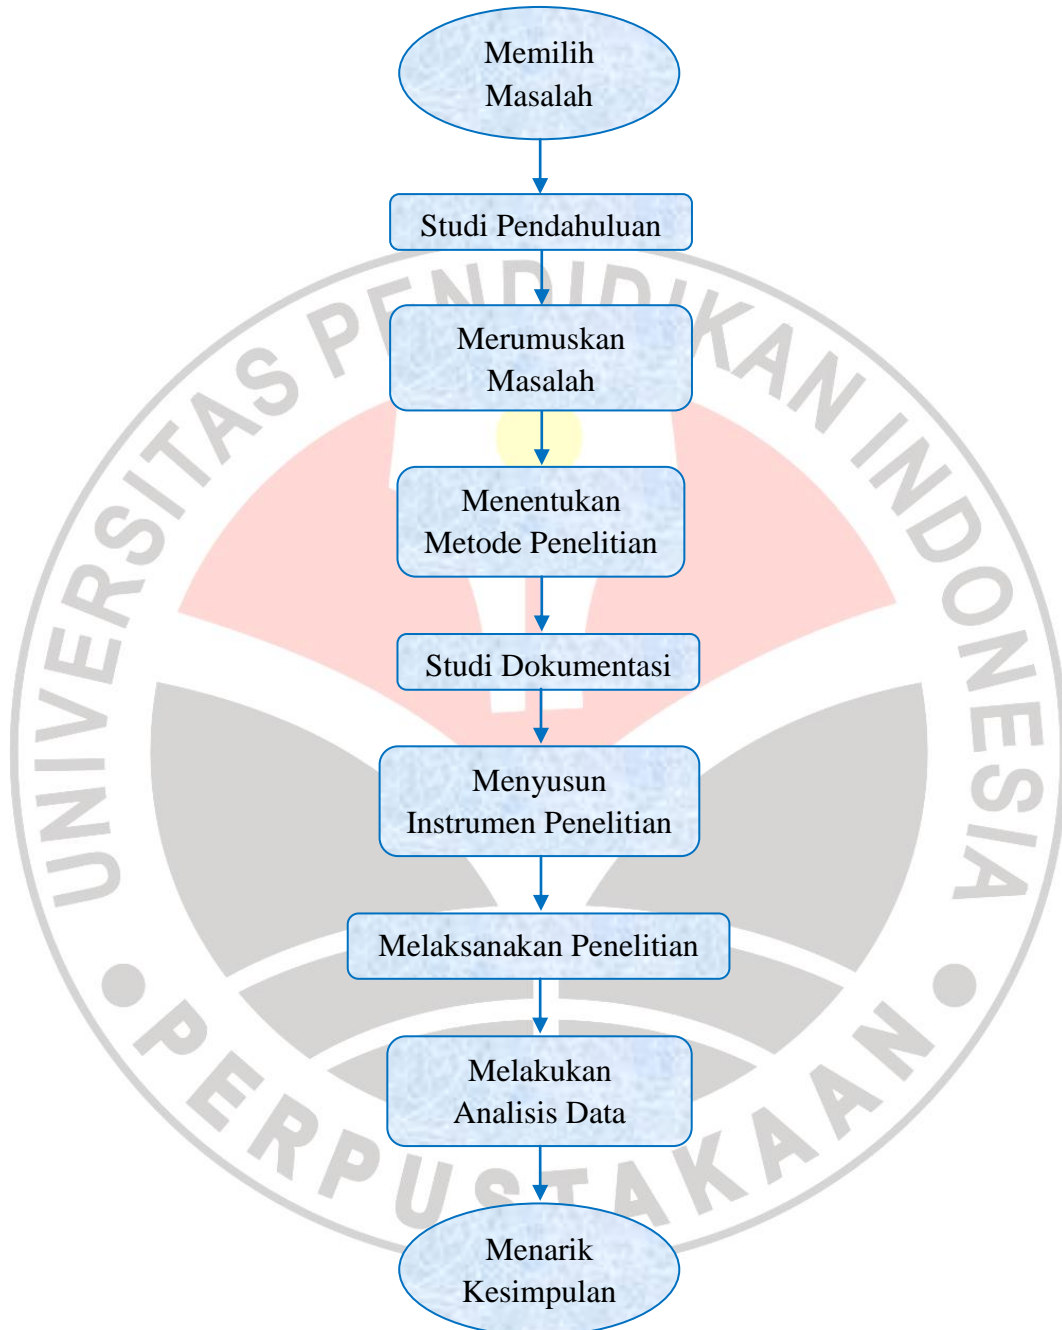 Memilih
Masalah
Studi Pendahuluan
Merumuskan
Masalah
Menentukan
Metode Penelitian
Studi Dokumentasi
Menyusun
Instrumen Penelitian
Melaksanakan Penelitian
Melakukan
Analisis Data
Menarik
Kesimpulan
UNIVERSITAS PENDIDIKAN INDONESIA
PERPUSTAKAAN